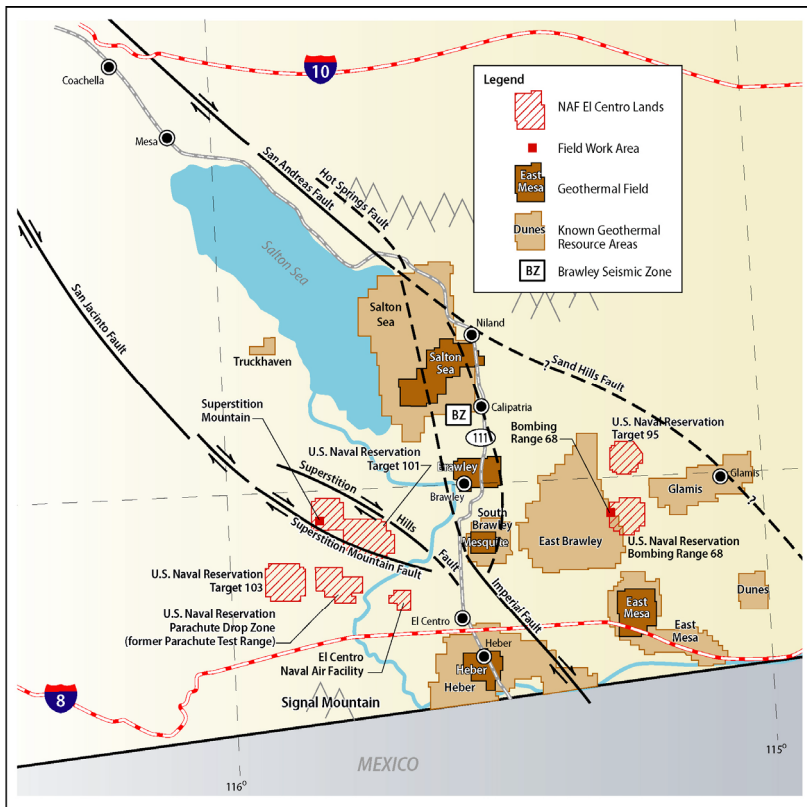 10
Coachella
Mesa
San Andreas Fault
Hot Springs Fault
Salton Sea
San Jacinto Fault
Legend
NAF El Centro Lands
Field Work Area
East
Mesa
Geothermal Field
Dunes
Known Geothermal
Resource Areas
BZ
Brawley Seismic Zone
Salton
Sea
Niland
Salton
Sea
Truckhaven
Sand Hills Fault
?
Superstition
Mountain
BZ
Calipatria
111
Bombing
Range 68
U.S. Naval Reservation
Target 95
U.S. Naval Reservation
Target 101
Brawley
Brawley
Superstition
Hills
Fault
Glamis
Glamis
?
South
Brawley
Mesquite
East Brawley
U.S. Naval Reservation
Bombing Range 68
Superstition Mountain Fault
U.S. Naval Reservation
Target 103
U.S. Naval Reservation
Parachute Drop Zone
(former Parachute Test Range)
Imperial Fault
East
Mesa
Dunes
East
Mesa
El Centro
El Centro
Naval Air Facility
Heber
Heber
Heber
Signal Mountain
8
MEXICO
116°
115°